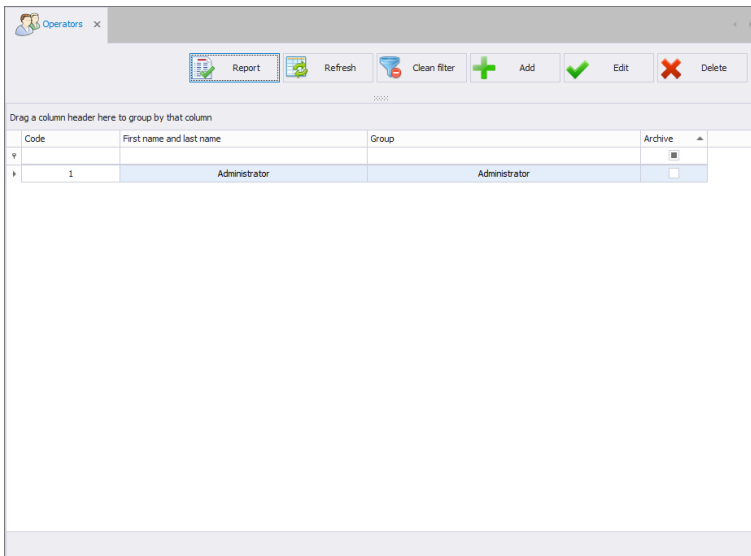 Operators
Report Refresh Clean filter Add Edit Delete
Drag a column header here to group by that column
Code First name and last name Group Archive
1 Administrator Administrator